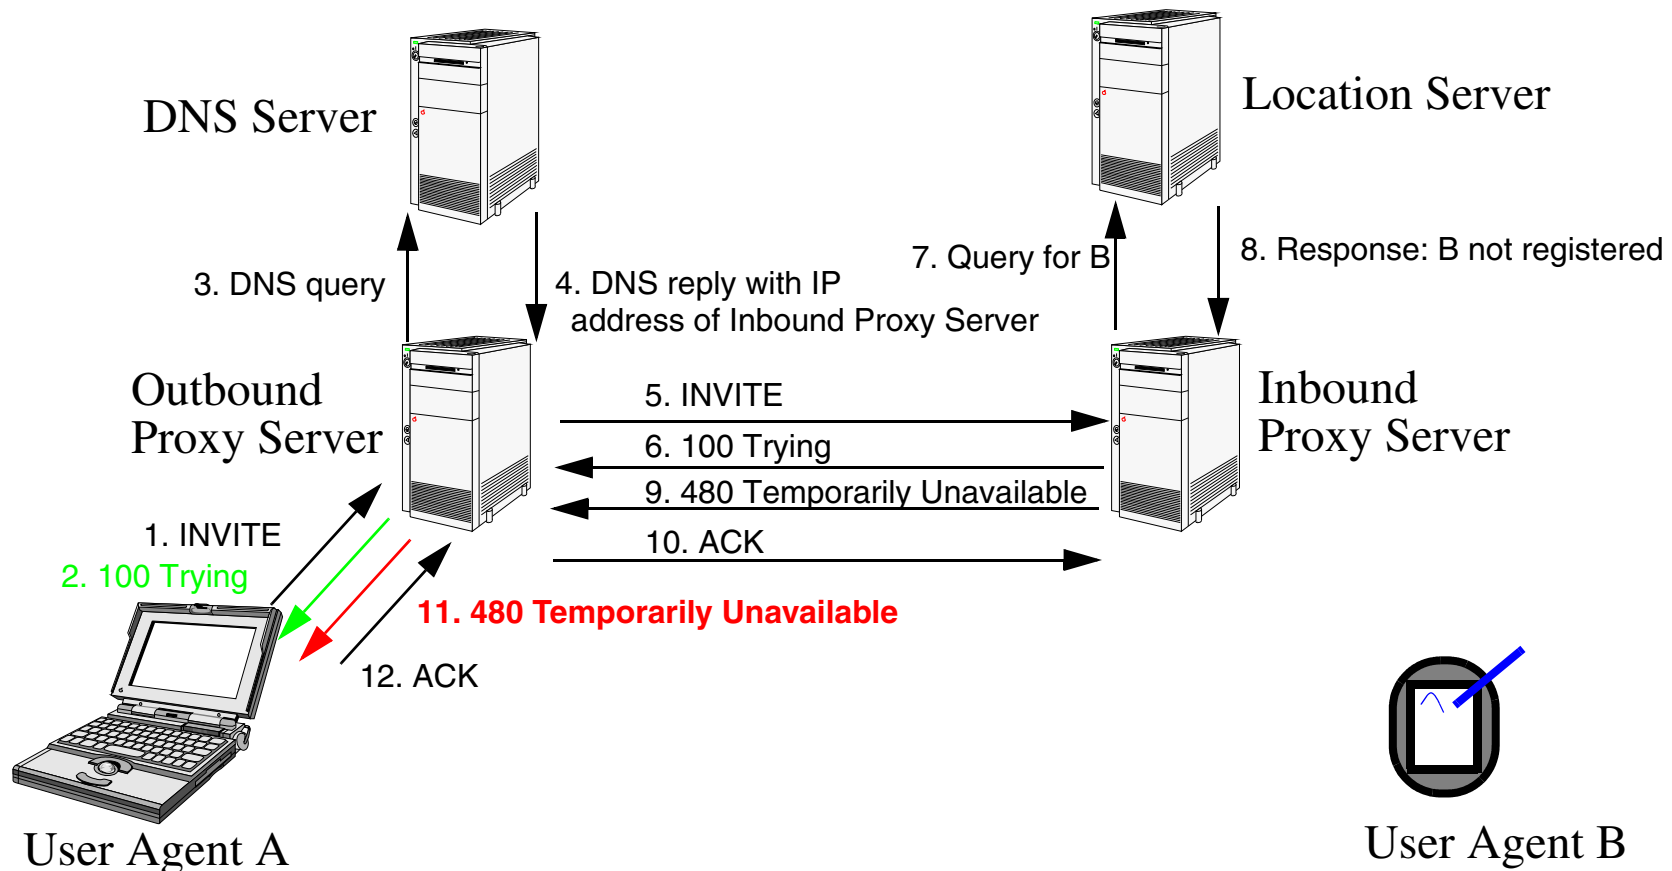 DNS Server
Location Server
3. DNS query
4. DNS reply with IP
address of Inbound Proxy Server
7. Query for B
8. Response: B not registered
Outbound
Proxy Server
5. INVITE
6. 100 Trying
9. 480 Temporarily Unavailable
10. ACK
Inbound
Proxy Server
1. INVITE
2. 100 Trying
11. 480 Temporarily Unavailable
12. ACK
User Agent A
User Agent B